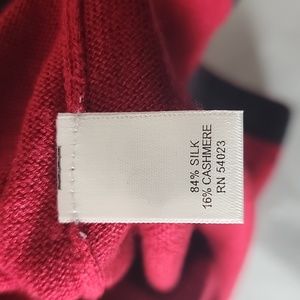 84% SILK
16% CASHMERE
RN 54023